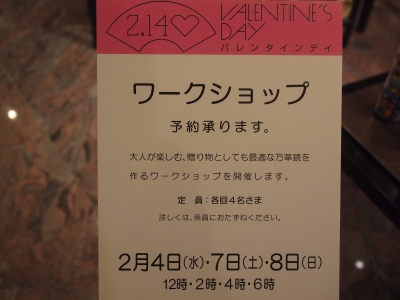 2.14♡
VALENTINE'S
DAY
バレンタインデイ
ワークショップ
予約承ります。
大人が楽しむ、贈り物としても最適な万華鏡を
作るワークショップを開催します。
定 員：各回4名さま
詳しくは、係員におたずねください。
2月4日(水)・7日(土)・8日(日)
12時・2時・4時・6時